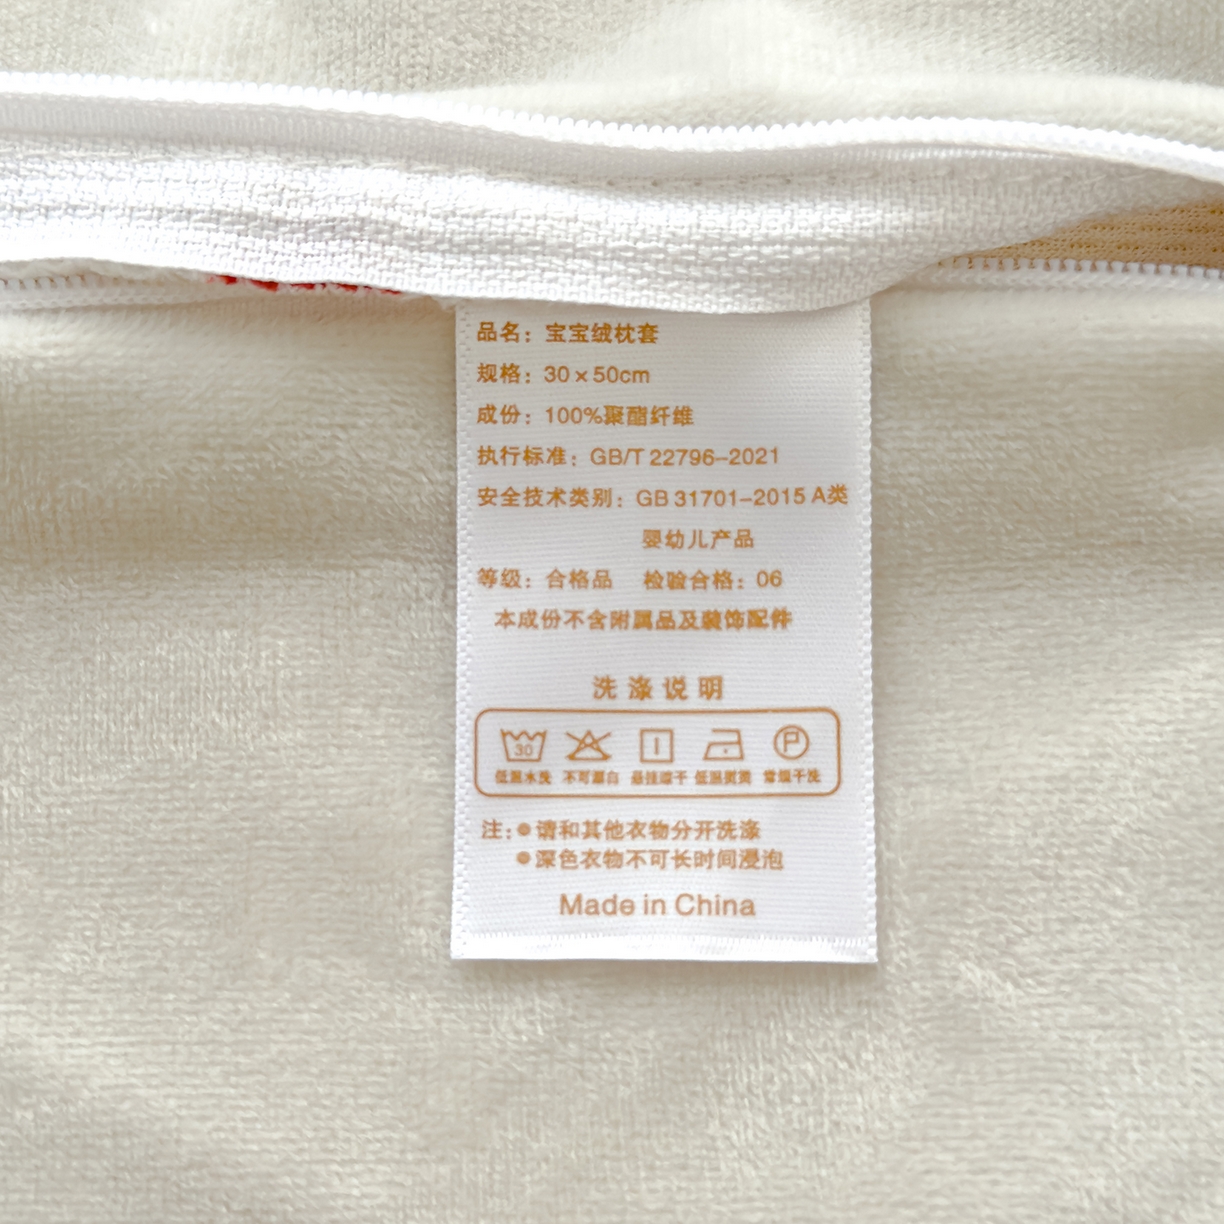 品名：宝宝绒枕套
规格：30×50cm
成份：100%聚酯纤维
执行标准：GB/T 22796-2021
安全技术类别：GB 31701-2015 A类
婴幼儿产品
等级：合格品 检验合格：06
本成份不含附属品及装饰配件
洗涤说明
30 P
低温水洗 不可漂白 悬挂晾干 低温熨烫 常规干洗
注：●请和其他衣物分开洗涤
●深色衣物不可长时间浸泡
Made in China